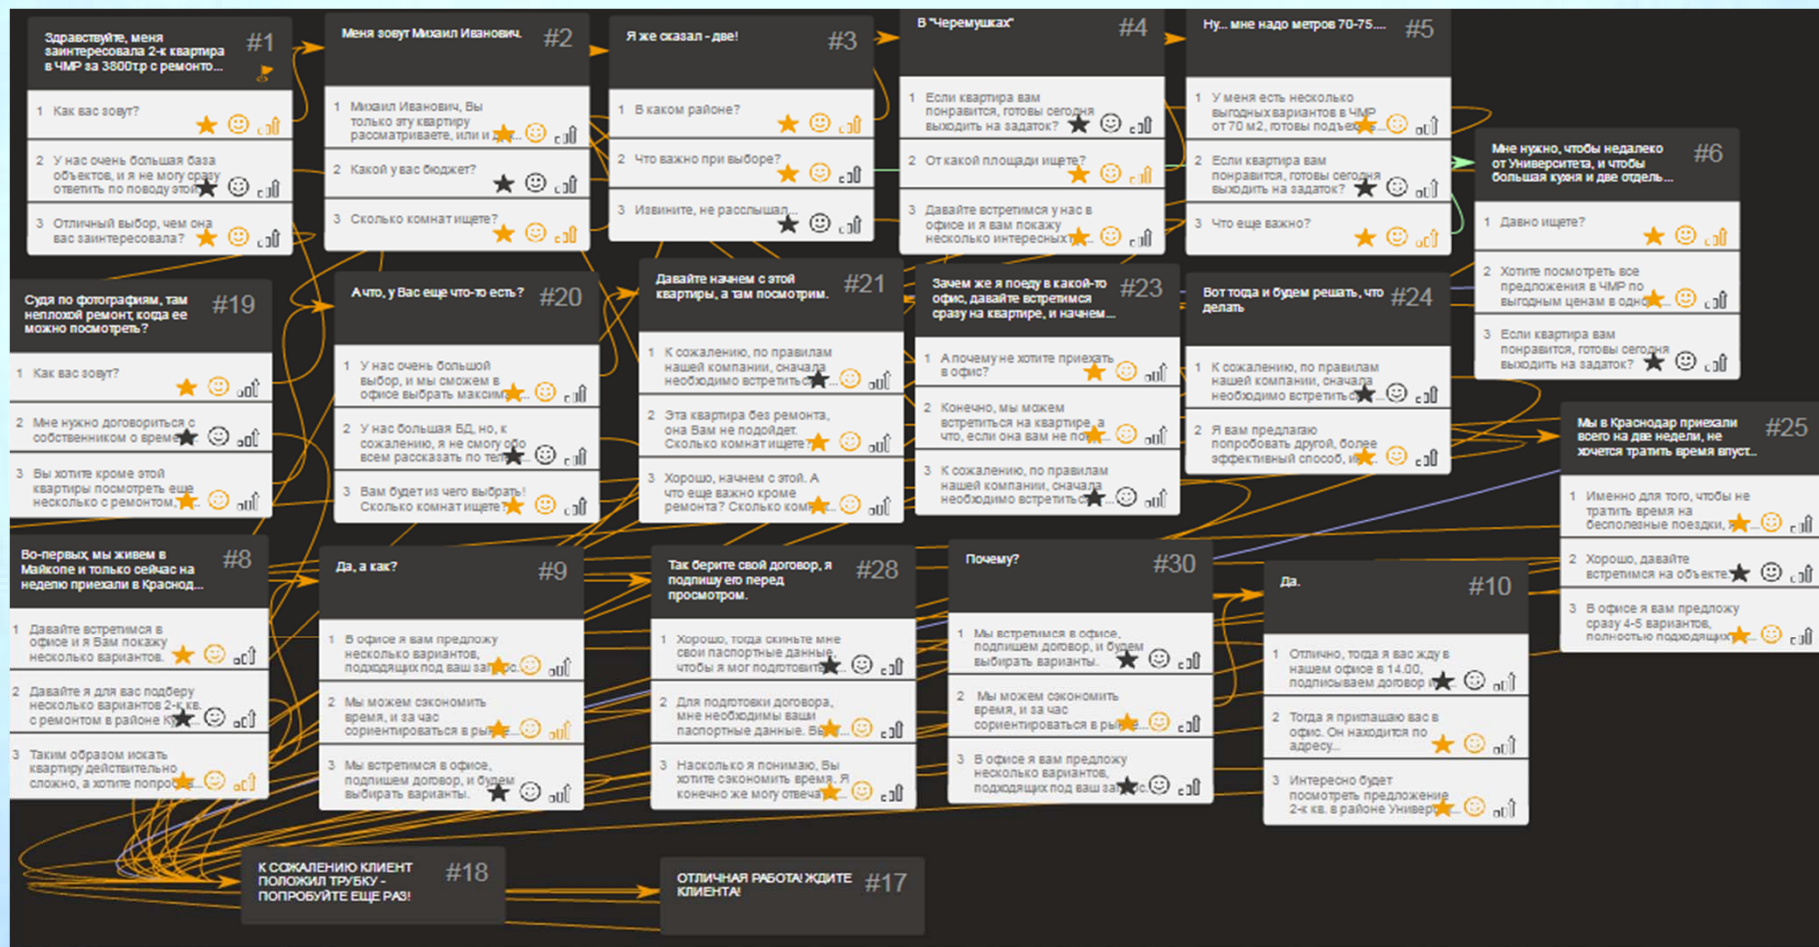 Здравствуйте, меня
заинтересовала 2-к квартира
в ЧМР за 3800т.р с ремонто...
#1
1 Как вас зовут?
2 У нас очень большая база
объектов, и я не могу сразу
ответить по поводу этой
3 Отличный выбор, чем она
вас заинтересовала?
Меня зовут Михаил Иванович.
#2
1 Михаил Иванович, Вы
только эту квартиру
рассматриваете, или и
2 Какой у вас бюджет?
3 Сколько комнат ищете?
Я же сказал - две!
#3
1 В каком районе?
2 Что важно при выборе?
3 Извините, не расслышал...
В "Черемушках"
#4
1 Если квартира вам
понравится, готовы сегодня
выходить на задаток?
2 От какой площади ищете?
3 Давайте встретимся у нас в
офисе и я вам покажу
несколько интересных
Ну... мне надо метров 70-75....
#5
1 У меня есть несколько
выгодных вариантов в ЧМР
от 70 м2, готовы
2 Если квартира вам
понравится, готовы сегодня
выходить на задаток?
3 Что еще важно?
Мне нужно, чтобы недалеко
от Университета, и чтобы
большая кухня и две отдель...
#6
1 Давно ищете?
2 Хотите посмотреть все
предложения в ЧМР по
выгодным ценам в
3 Если квартира вам
понравится, готовы сегодня
выходить на задаток?
Судя по фотографиям, там
неплохой ремонт, когда ее
можно посмотреть?
#19
1 Как вас зовут?
2 Мне нужно договориться с
собственником о
3 Вы хотите кроме этой
квартиры посмотреть еще
несколько с ремонтом,
А что, у Вас еще что-то есть?
#20
1 У нас очень большой
выбор, и мы сможем в
офисе выбрать
2 У нас большая БД, но, к
сожалению, я не смогу обо
всем рассказать по
3 Вам будет из чего выбрать!
Сколько комнат ищете?
Давайте начнем с этой
квартиры, а там посмотрим.
#21
1 К сожалению, по правилам
нашей компании, сначала
необходимо
2 Эта квартира без ремонта,
она Вам не подойдет.
Сколько комнат ищете?
3 Хорошо, начнем с этой. А
что еще важно кроме
ремонта? Сколько
Зачем же я поеду в какой-то
офис, давайте встретимся
сразу на квартире, и начнем...
#23
1 А почему не хотите приехать
в офис?
2 Конечно, мы можем
встретиться на квартире, а
что, если она вам не
3 К сожалению, по правилам
нашей компании, сначала
необходимо
Вот тогда и будем решать, что
делать
#24
1 К сожалению, по правилам
нашей компании, сначала
необходимо
2 Я вам предлагаю
попробовать другой, более
эффективный способ,
Мы в Краснодар приехали
всего на две недели, не
хочется тратить время впуст...
#25
1 Именно для того, чтобы не
тратить время на
бесполезные поездки,
2 Хорошо, давайте
встретимся на объекте.
3 В офисе я вам предложу
сразу 4-5 вариантов,
полностью подходящих
Во-первых, мы живем в
Майкопе и только сейчас на
неделю приехали в Краснод...
#8
1 Давайте встретимся в
офисе и я Вам покажу
несколько вариантов.
2 Давайте я для вас подберу
несколько вариантов 2-к кв.
с ремонтом в районе
3 Таким образом искать
квартиру действительно
сложно, а хотите
Да, а как?
#9
1 В офисе я вам предложу
несколько вариантов,
подходящих под ваш
2 Мы можем сэкономить
время, и за час
сориентироваться в
3 Мы встретимся в офисе,
подпишем договор, и будем
выбирать варианты.
Так берите свой договор, я
подпишу его перед
просмотром.
#28
1 Хорошо, тогда скиньте мне
свои паспортные данные,
чтобы я мог
2 Для подготовки договора,
мне необходимы ваши
паспортные данные.
3 Насколько я понимаю, Вы
хотите сэкономить время. Я
конечно же могу
Почему?
#30
1 Мы встретимся в офисе,
подпишем договор, и будем
выбирать варианты.
2 Мы можем сэкономить
время, и за час
сориентироваться в
3 В офисе я вам предложу
несколько вариантов,
подходящих под ваш
Да.
#10
1 Отлично, тогда я вас жду в
нашем офисе в 14.00,
подписываем договор
2 Тогда я приглашаю вас в
офис. Он находится по
адресу...
3 Интересно будет
посмотреть предложение
2-к кв. в районе
К СОЖАЛЕНИЮ КЛИЕНТ
ПОЛОЖИЛ ТРУБКУ -
ПОПРОБУЙТЕ ЕЩЕ РАЗ!
#18
ОТЛИЧНАЯ РАБОТА! ЖДИТЕ
КЛИЕНТА!
#17